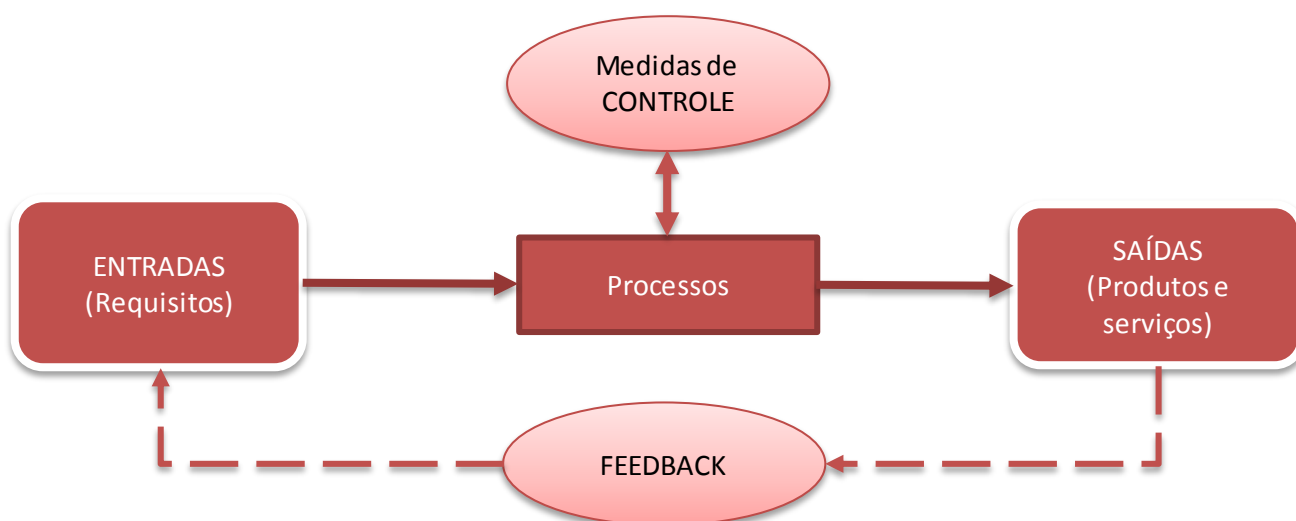 Medidas de
CONTROLE
ENTRADAS
(Requisitos)
Processos
SAÍDAS
(Produtos e
serviços)
FEEDBACK